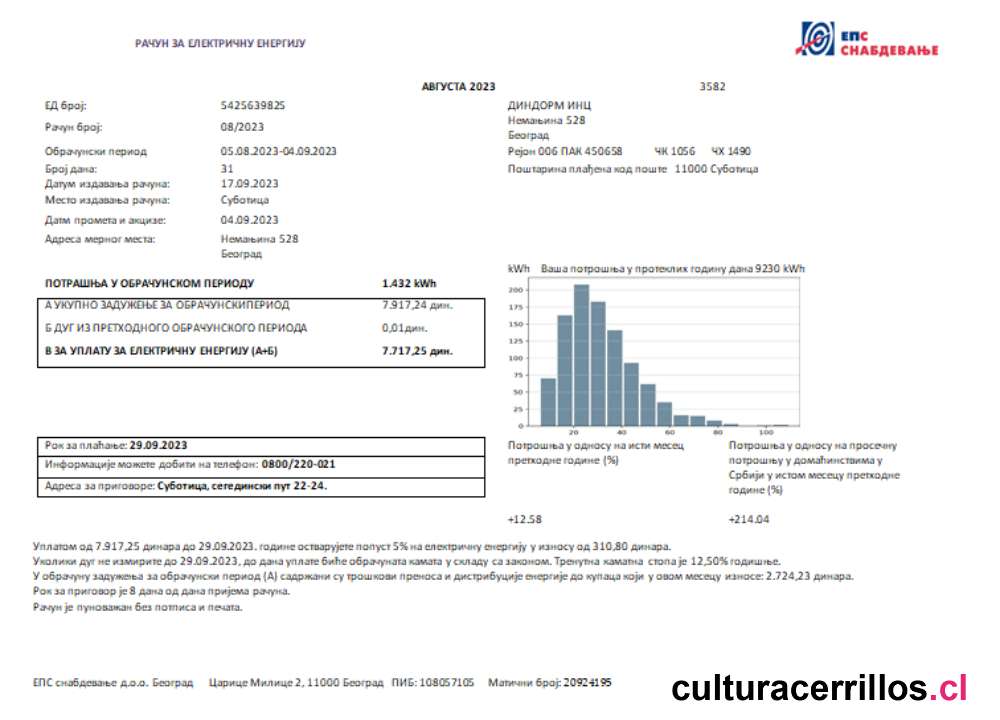 РАЧУН ЗА ЕЛЕКТРИЧНУ ЕНЕРГИЈУ
ЕПС
СНАБДЕВАЊЕ
АВГУСТА 2023
3582
ЕД број: 5425639825
Рачун број: 08/2023
Обрачунски период 05.08.2023-04.09.2023
Број дана: 31
Датум издавања рачуна: 17.09.2023
Место издавања рачуна: Суботица
Датм промета и акцизе: 04.09.2023
Адреса мерног места: Немањина 528
Београд
ДИНДОРМ ИНЦ
Немањина 528
Београд
Рејон 006 ПАК 450658 ЧК 1056 ЧХ 1490
Поштарина плаћена код поште 11000 Суботица
ПОТРАШЊА У ОБРАЧУНСКОМ ПЕРИОДУ 1.432 kWh
А УКУПНО ЗАДУЖЕЊЕ ЗА ОБРАЧУНСКИПЕРИОД 7.917,24 дин.
Б ДУГ ИЗ ПРЕТХОДНОГ ОБРАЧУНСКОГ ПЕРИОДА 0,01дин.
В ЗА УПЛАТУ ЗА ЕЛЕКТРИЧНУ ЕНЕРГИЈУ (А+Б) 7.717,25 дин.
kWh Ваша потрошња у протеклих годину дана 9230 kWh
200
175
150
125
100
75
50
25
0
20 40 60 80 100
Рок за плаћање: 29.09.2023
Информације можете добити на телефон: 0800/220-021
Адреса за приговоре: Суботица, сегедински пут 22-24.
Потрошња у односу на исти месец
претходне године (%)
+12.58
Потрошња у односу на просечну
потрошњу у домаћинствима у
Србији у истом месецу претходне
године (%)
+214.04
Уплатом од 7.917,25 динара до 29.09.2023. године остварујете попуст 5% на електричну енергију у износу од 310,80 динара.
Уколики дуг не измирите до 29.09.2023, до дана уплате биће обрачуната камата у складу са законом. Тренутна каматна стопа је 12,50% годишње.
У обрачуну задужења за обрачунски период (А) садржани су трошкови преноса и дистрибуције енергије до купаца који у овом месецу износе: 2.724,23 динара.
Рок за приговор је 8 дана од дана пријема рачуна.
Рачун је пуноважан без потписа и печата.
ЕПС снабдевање д.о.о. Београд Царице Милице 2, 11000 Београд ПИБ: 108057105 Матични број: 20924195
culturacerrillos.cl